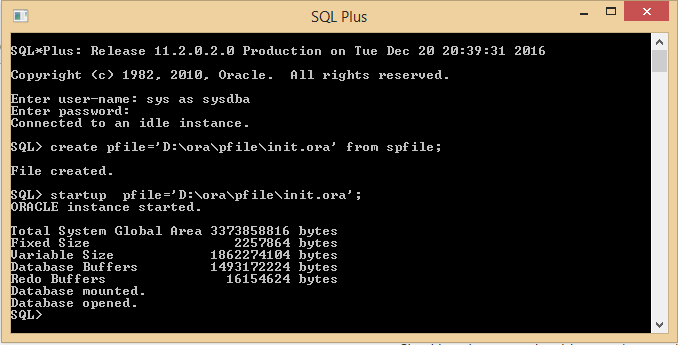 SQL Plus
SQL*Plus: Release 11.2.0.2.0 Production on Tue Dec 20 20:39:31 2016
Copyright (c) 1982, 2010, Oracle.  All rights reserved.
Enter user-name: sys as sysdba
Enter password:
Connected to an idle instance.
SQL> create pfile='D:\ora\pfile\init.ora' from spfile;
File created.
SQL> startup  pfile='D:\ora\pfile\init.ora';
ORACLE instance started.
Total System Global Area 3373858816 bytes
Fixed Size                  2257864 bytes
Variable Size            1862274104 bytes
Database Buffers         1493172224 bytes
Redo Buffers               16154624 bytes
Database mounted.
Database opened.
SQL>